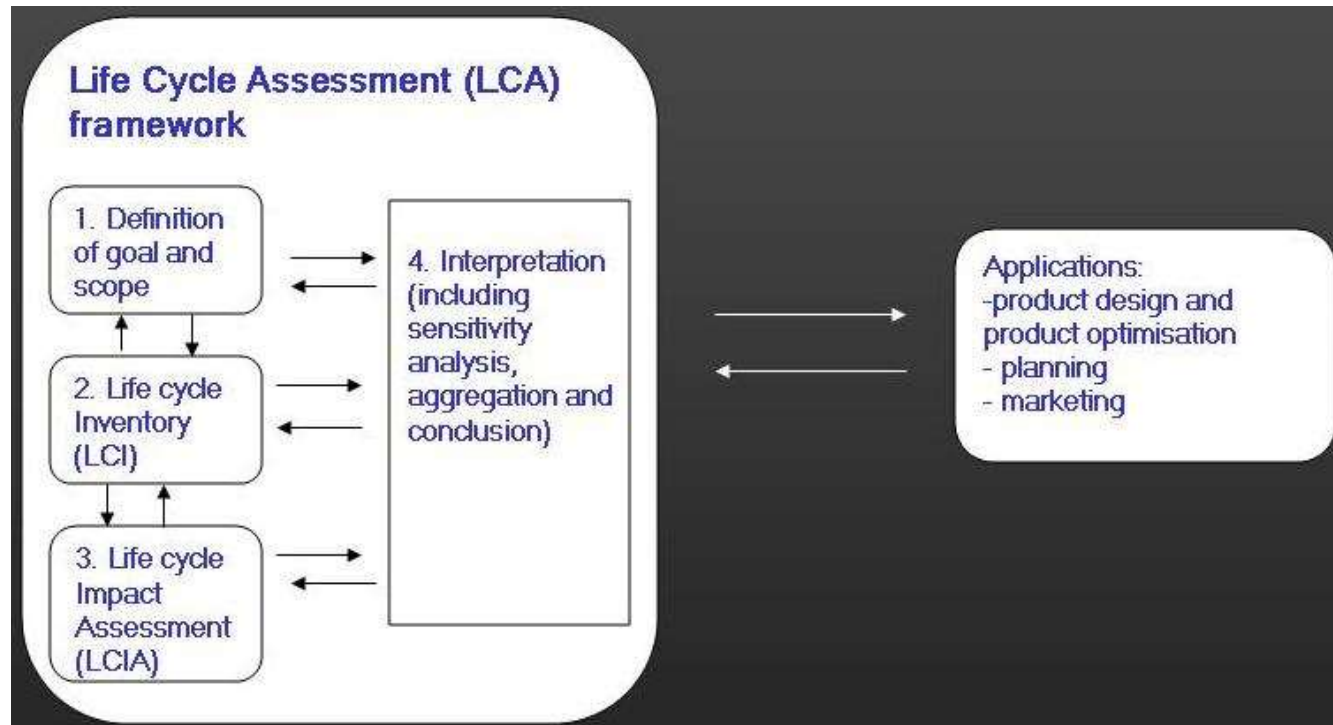 Life Cycle Assessment (LCA)
framework
1. Definition
of goal and
scope
2. Life cycle
Inventory
(LCI)
3. Life cycle
Impact
Assessment
(LCIA)
4. Interpretation
(including
sensitivity
analysis,
aggregation and
conclusion)
Applications:
-product design and
product optimisation
- planning
- marketing